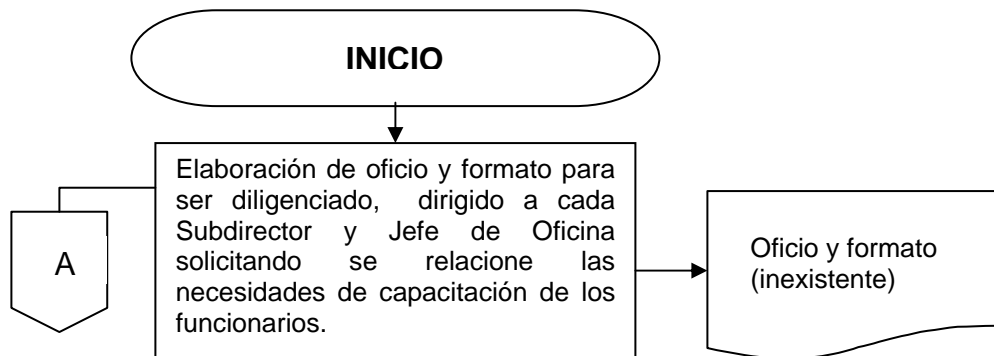 INICIO
Elaboración de oficio y formato para
ser diligenciado, dirigido a cada
Subdirector y Jefe de Oficina
solicitando se relacione las
necesidades de capacitación de los
funcionarios.
A
Oficio y formato
(inexistente)